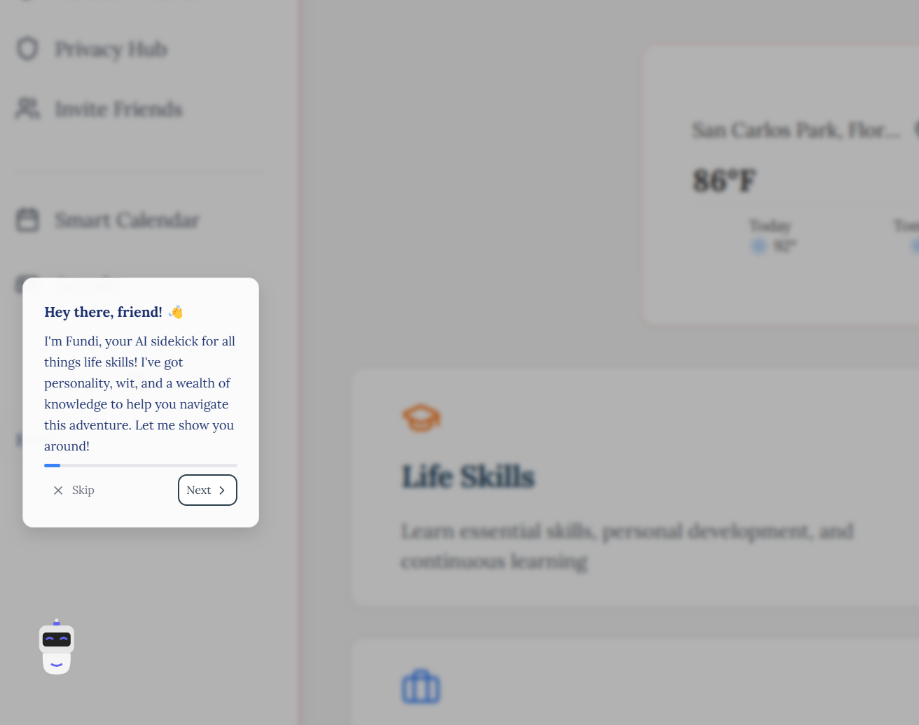 Privacy Hub
Invite Friends
Smart Calendar
Hey there, friend! 👋
I'm Fundi, your AI sidekick for all
things life skills! I've got
personality, wit, and a wealth of
knowledge to help you navigate
this adventure. Let me show you
around!
Skip
Next
San Carlos Park, Flor...
86°F
Today
92°
Life Skills
Learn essential skills, personal development, and
continuous learning